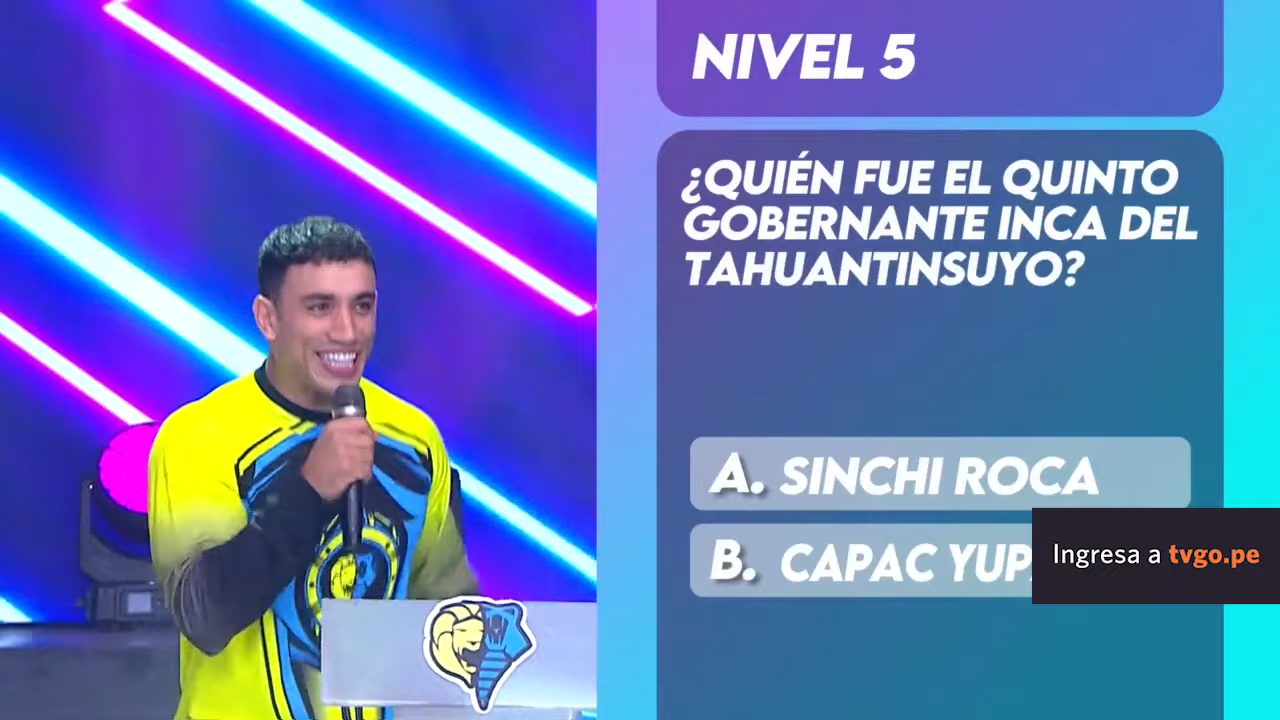 NIVEL 5
¿QUIÉN FUE EL QUINTO
GOBERNANTE INCA DEL
TAHUANTINSUYO?
A. SINCHI ROCA
B. CAPAC
Ingresa a tvgo.pe